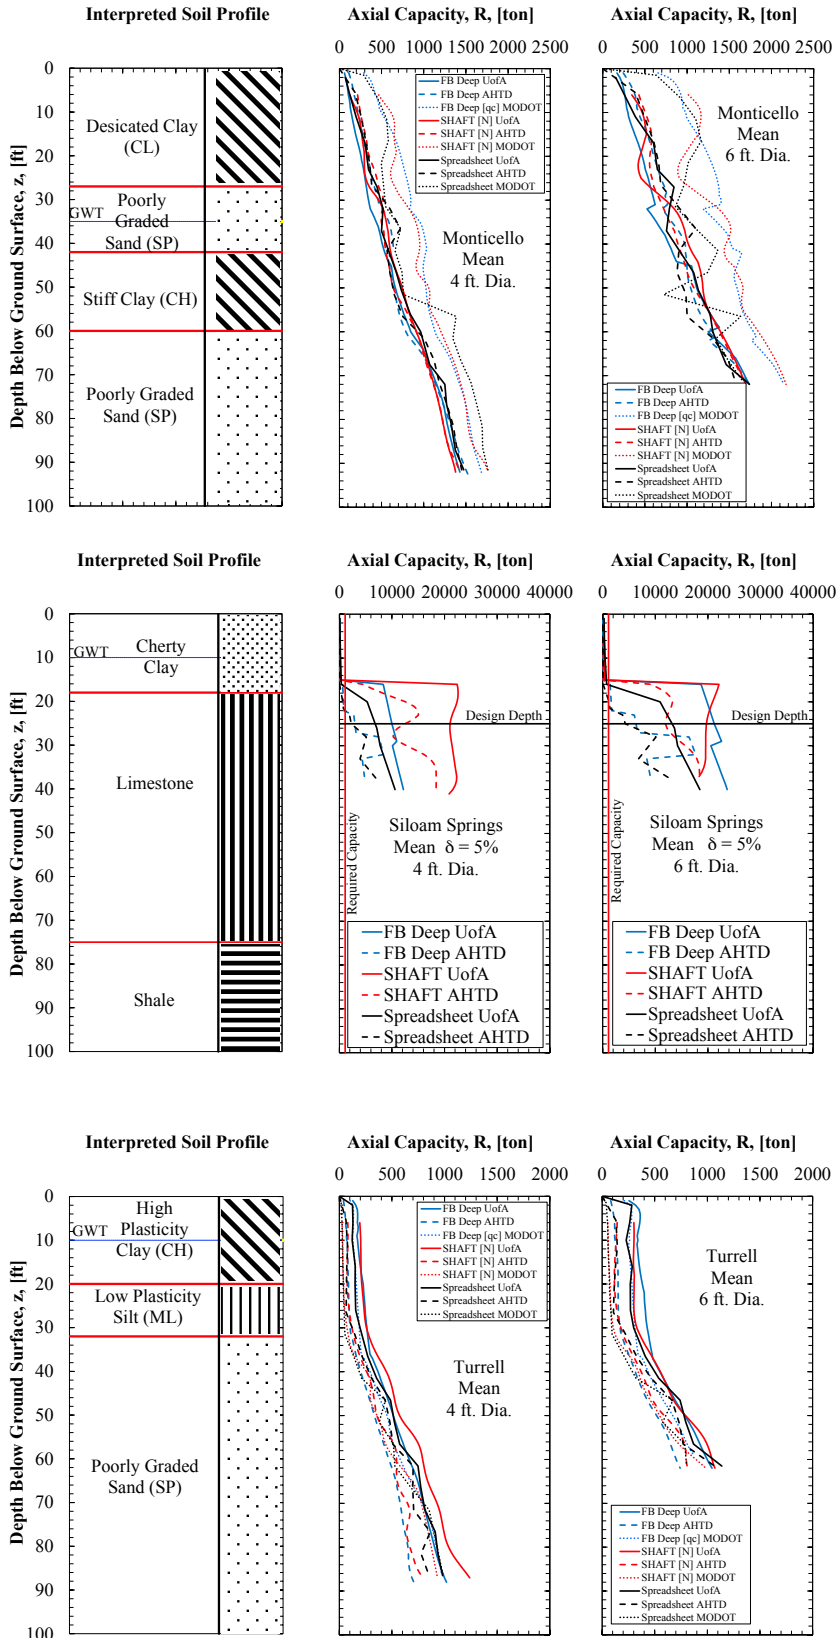 Interpreted Soil Profile
Axial Capacity, R, [ton]
Axial Capacity, R, [ton]
0 500 1000 1500 2000 2500
0 500 1000 1500 2000 2500
Depth Below Ground Surface, z, [ft]
0
10
20
30
40
50
60
70
80
90
100
Desicated Clay
(CL)
Poorly
Graded
Sand (SP)
GWT
Stiff Clay (CH)
Poorly Graded
Sand (SP)
FB Deep UofA
FB Deep AHTD
FB Deep [qc] MODOT
SHAFT [N] UofA
SHAFT [N] AHTD
SHAFT [N] MODOT
Spreadsheet UofA
Spreadsheet AHTD
Spreadsheet MODOT
Monticello
Mean
4 ft. Dia.
Monticello
Mean
6 ft. Dia.
FB Deep UofA
FB Deep AHTD
FB Deep [qc] MODOT
SHAFT [N] UofA
SHAFT [N] AHTD
SHAFT [N] MODOT
Spreadsheet UofA
Spreadsheet AHTD
Spreadsheet MODOT
Interpreted Soil Profile
Axial Capacity, R, [ton]
Axial Capacity, R, [ton]
0 10000 20000 30000 40000
0 10000 20000 30000 40000
Depth Below Ground Surface, z, [ft]
0
10
20
30
40
50
60
70
80
90
100
GWT
Cherty
Clay
Limestone
Shale
Design Depth
Required Capacity
Siloam Springs
Mean δ = 5%
4 ft. Dia.
FB Deep UofA
FB Deep AHTD
SHAFT UofA
SHAFT AHTD
Spreadsheet UofA
Spreadsheet AHTD
Design Depth
Required Capacity
Siloam Springs
Mean δ = 5%
6 ft. Dia.
FB Deep UofA
FB Deep AHTD
SHAFT UofA
SHAFT AHTD
Spreadsheet UofA
Spreadsheet AHTD
Interpreted Soil Profile
Axial Capacity, R, [ton]
Axial Capacity, R, [ton]
0 500 1000 1500 2000
0 500 1000 1500 2000
Depth Below Ground Surface, z, [ft]
0
10
20
30
40
50
60
70
80
90
100
High
Plasticity
Clay (CH)
GWT
Low Plasticity
Silt (ML)
Poorly Graded
Sand (SP)
FB Deep UofA
FB Deep AHTD
FB Deep [qc] MODOT
SHAFT [N] UofA
SHAFT [N] AHTD
SHAFT [N] MODOT
Spreadsheet UofA
Spreadsheet AHTD
Spreadsheet MODOT
Turrell
Mean
4 ft. Dia.
Turrell
Mean
6 ft. Dia.
FB Deep UofA
FB Deep AHTD
FB Deep [qc] MODOT
SHAFT [N] UofA
SHAFT [N] AHTD
SHAFT [N] MODOT
Spreadsheet UofA
Spreadsheet AHTD
Spreadsheet MODOT